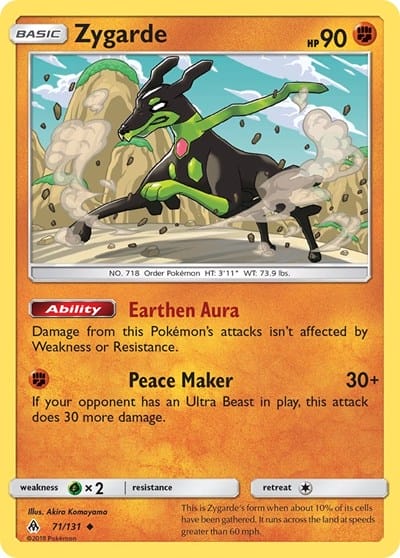 BASIC Zygarde HP 90
NO. 718 Order Pokémon HT: 3'11" WT: 73.9 lbs.
Ability Earthen Aura
Damage from this Pokémon's attacks isn't affected by
Weakness or Resistance.
Peace Maker 30+
If your opponent has an Ultra Beast in play, this attack
does 30 more damage.
weakness × 2 resistance retreat
Illus. Akira Komayama
71/131
©2018 Pokémon
This is Zygarde's form when about 10% of its cells
have been gathered. It runs across the land at speeds
greater than 60 mph.